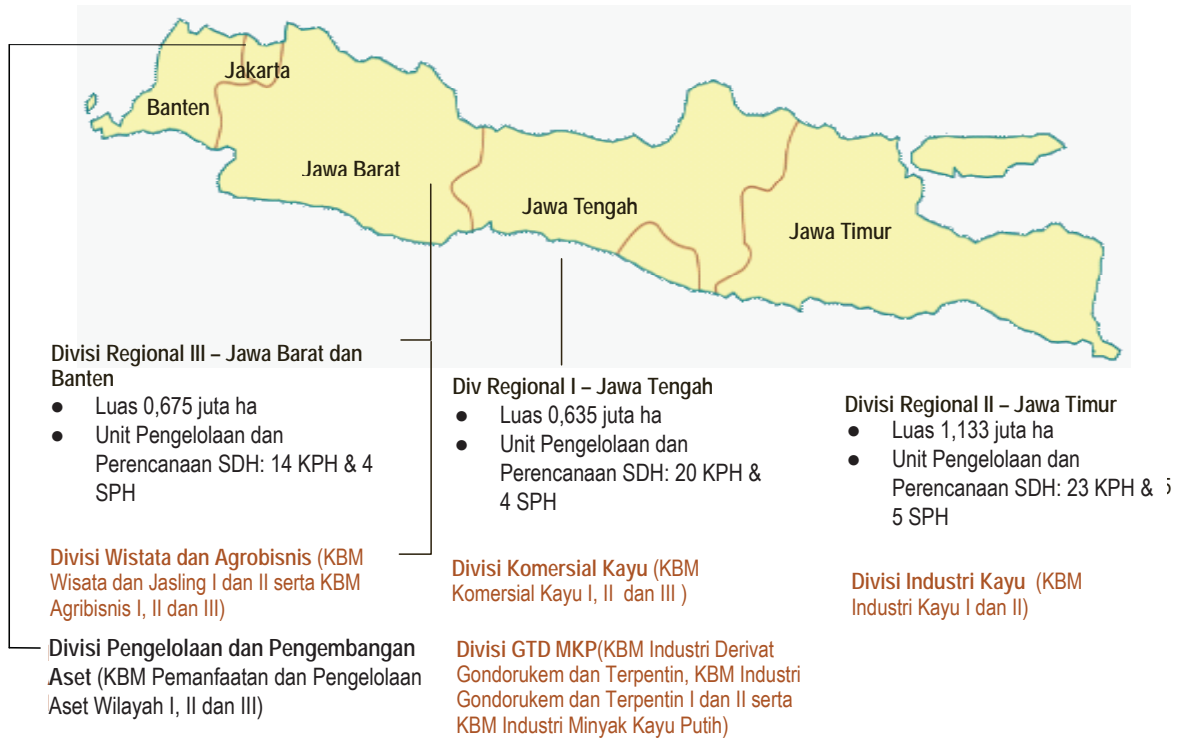 Jakarta
Banten
Jawa Barat
Jawa Tengah
Jawa Timur
Divisi Regional III – Jawa Barat dan
Banten
● Luas 0,675 juta ha
● Unit Pengelolaan dan
Perencanaan SDH: 14 KPH & 4
SPH
Divisi Wistata dan Agrobisnis (KBM
Wisata dan Jasling I dan II serta KBM
Agribisnis I, II dan III)
Divisi Pengelolaan dan Pengembangan
Aset (KBM Pemanfaatan dan Pengelolaan
Aset Wilayah I, II dan III)
Div Regional I – Jawa Tengah
● Luas 0,635 juta ha
● Unit Pengelolaan dan
Perencanaan SDH: 20 KPH &
4 SPH
Divisi Komersial Kayu (KBM
Komersial Kayu I, II dan III )
Divisi GTD MKP(KBM Industri Derivat
Gondorukem dan Terpentin, KBM Industri
Gondorukem dan Terpentin I dan II serta
KBM Industri Minyak Kayu Putih)
Divisi Regional II – Jawa Timur
● Luas 1,133 juta ha
● Unit Pengelolaan dan
Perencanaan SDH: 23 KPH &
5 SPH
Divisi Industri Kayu (KBM
Industri Kayu I dan II)